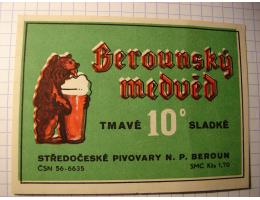 Berounský
medvěd
TMAVÉ 10° SLADKÉ
STŘEDOČESKÉ PIVOVARY N. P. BEROUN
ČSN 56-6635 SMC Kčs 1,70